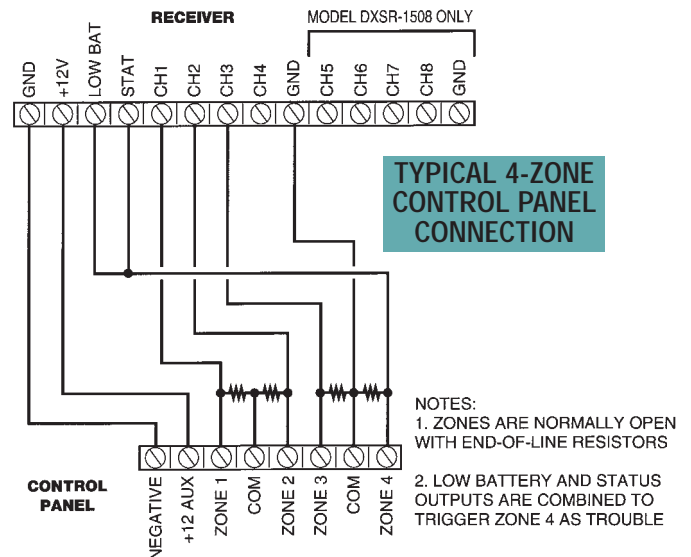 RECEIVER
MODEL DXSR-1508 ONLY
GND
+12V
LOW BAT
STAT
CH1
CH2
CH3
CH4
GND
CH5
CH6
CH7
CH8
GND
TYPICAL 4-ZONE
CONTROL PANEL
CONNECTION
NOTES:
1. ZONES ARE NORMALLY OPEN
WITH END-OF-LINE RESISTORS
2. LOW BATTERY AND STATUS
OUTPUTS ARE COMBINED TO
TRIGGER ZONE 4 AS TROUBLE
CONTROL
PANEL
NEGATIVE
+12 AUX
ZONE 1
COM
ZONE 2
ZONE 3
COM
ZONE 4